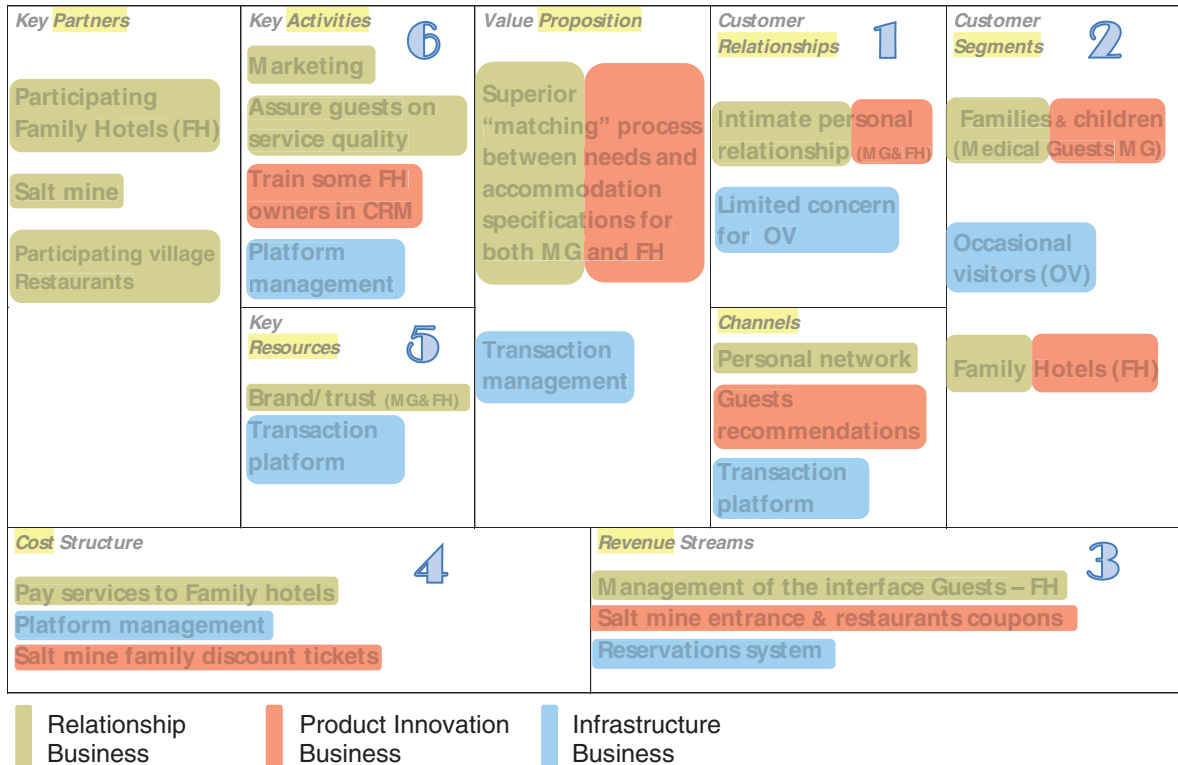 Key Partners
Participating
Family Hotels (FH)
Salt mine
Participating village
Restaurants
Key Activities
6
Marketing
Assure guests on
service quality
Train some FH
owners in CRM
Platform
management
Key
Resources
5
Brand/ trust (MG& FH)
Transaction
platform
Value Proposition
Superior
“matching” process
between needs and
accommodation
specifications for
both MG and FH
Transaction
management
Customer
Relationships
1
Intimate personal
relationship (MG&FH)
Limited concern
for OV
Channels
Personal network
Guests
recommendations
Transaction
platform
Customer
Segments
2
Families & children
(Medical Guests MG)
Occasional
visitors (OV)
Family Hotels (FH)
Cost Structure
4
Pay services to Family hotels
Platform management
Salt mine family discount tickets
Revenue Streams
3
Management of the interface Guests – FH
Salt mine entrance & restaurants coupons
Reservations system
Relationship
Business
Product Innovation
Business
Infrastructure
Business